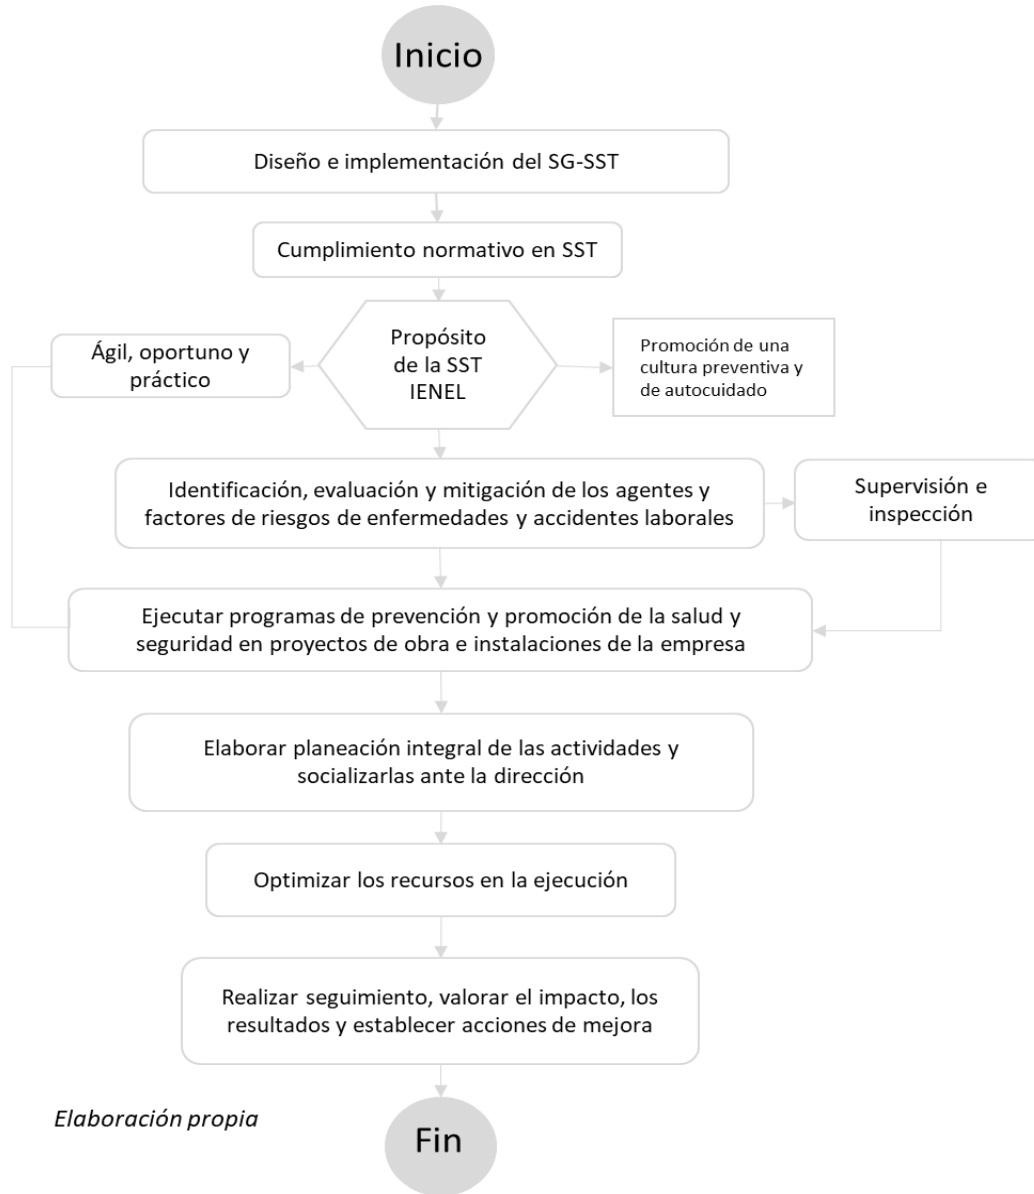 Inicio
Diseño e implementación del SG-SST
Cumplimiento normativo en SST
Propósito
de la SST
IENEL
Ágil, oportuno y
práctico
Promoción de una
cultura preventiva y
de autocuidado
Identificación, evaluación y mitigación de los agentes y
factores de riesgos de enfermedades y accidentes laborales
Supervisión e
inspección
Ejecutar programas de prevención y promoción de la salud y
seguridad en proyectos de obra e instalaciones de la empresa
Elaborar planeación integral de las actividades y
socializarlas ante la dirección
Optimizar los recursos en la ejecución
Realizar seguimiento, valorar el impacto, los
resultados y establecer acciones de mejora
Elaboración propia
Fin